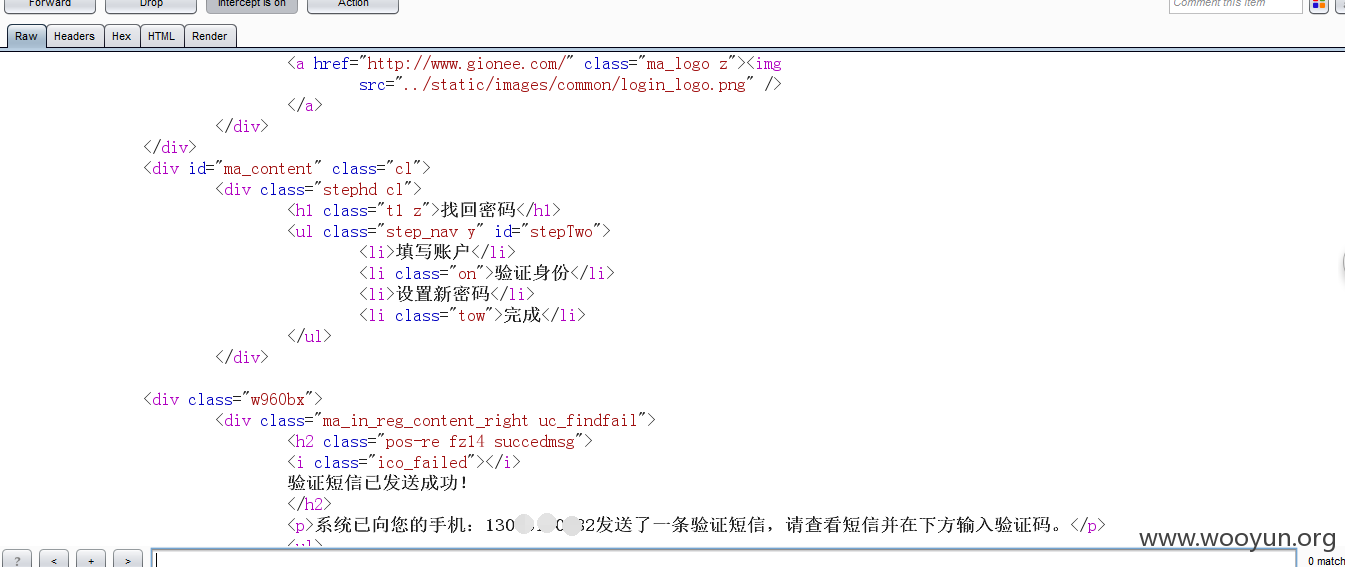 Forward Drop Intercept is on Action Comment this item
Raw Headers Hex HTML Render
<a href="http://www.gionee.com/" class="ma_logo z"><img
src="../static/images/common/login_logo.png" />
</a>
</div>
</div>
<div id="ma_content" class="cl">
<div class="stephd cl">
<h1 class="t1 z">找回密码</h1>
<ul class="step_nav y" id="stepTwo">
<li>填写账户</li>
<li class="on">验证身份</li>
<li>设置新密码</li>
<li class="tow">完成</li>
</ul>
</div>
<div class="w960bx">
<div class="ma_in_reg_content_right uc_findfail">
<h2 class="pos-re fz14 succedmsg">
<i class="ico_failed"></i>
验证短信已发送成功!
</h2>
<p>系统已向您的手机:130 32发送了一条验证短信,请查看短信并在下方输入验证码。</p>
<ul>
www.wooyun.org
? < + > 0 match